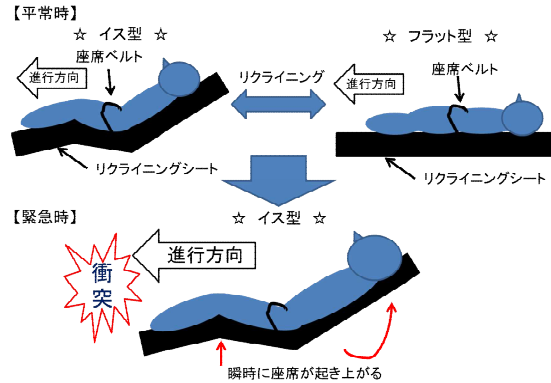 【平常時】
☆ イス型 ☆
座席ベルト
進行方向
リクライニングシート
リクライニング
☆ フラット型 ☆
座席ベルト
進行方向
リクライニングシート
【緊急時】
☆ イス型 ☆
進行方向
衝
突
瞬時に座席が起き上がる